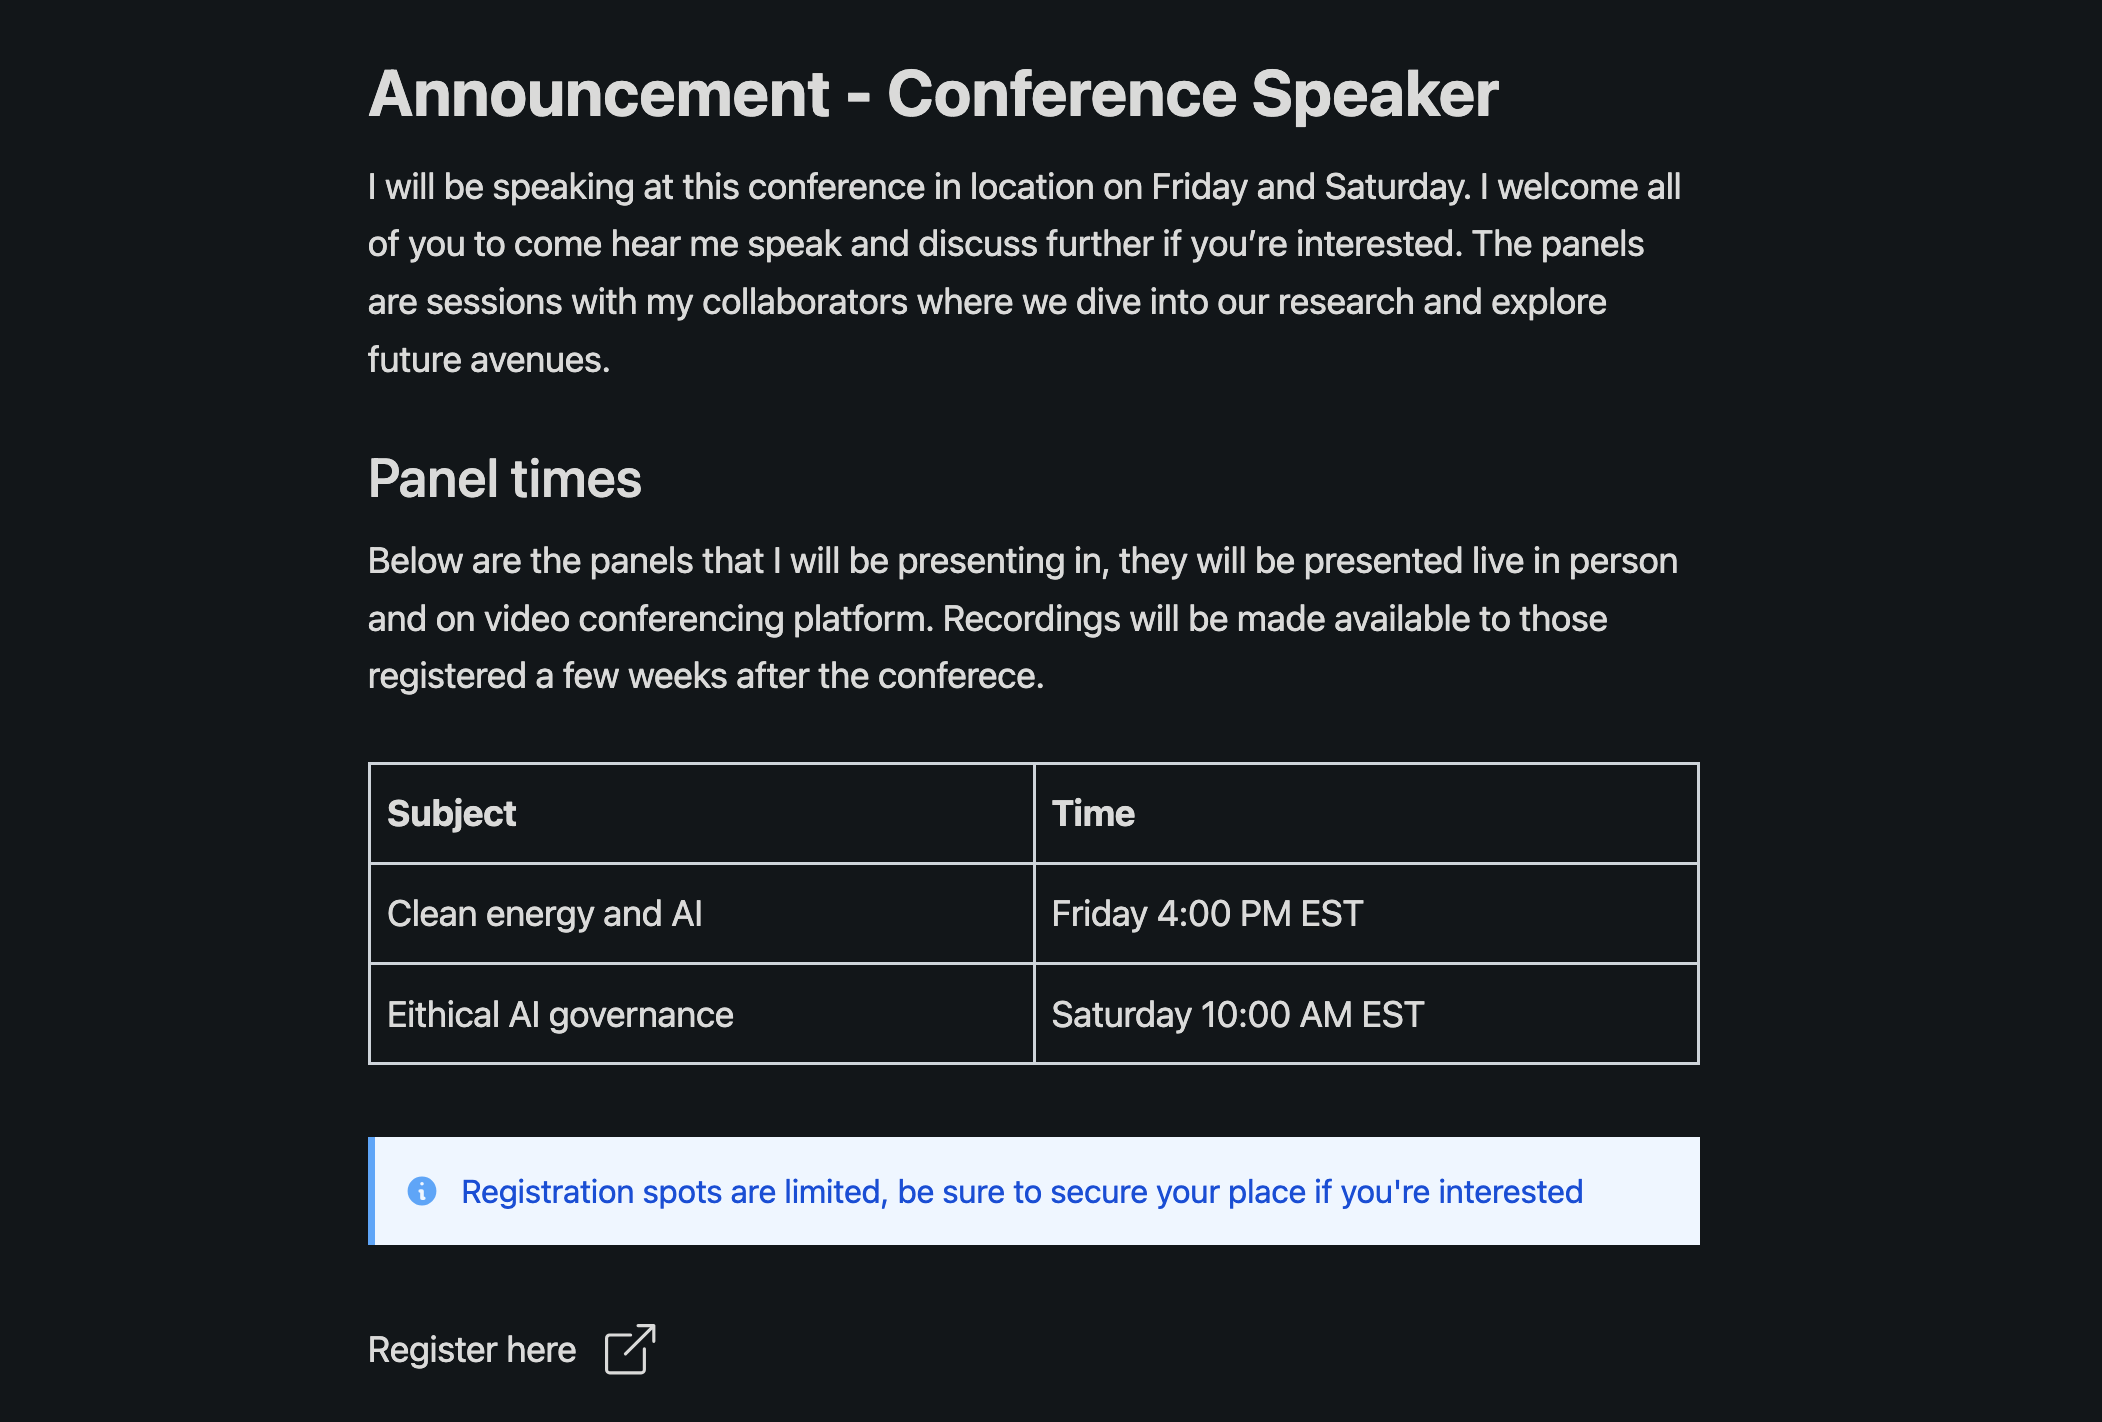 Announcement - Conference Speaker
I will be speaking at this conference in location on Friday and Saturday. I welcome all
of you to come hear me speak and discuss further if you’re interested. The panels
are sessions with my collaborators where we dive into our research and explore
future avenues.
Panel times
Below are the panels that I will be presenting in, they will be presented live in person
and on video conferencing platform. Recordings will be made available to those
registered a few weeks after the conferece.
Subject Time
Clean energy and AI Friday 4:00 PM EST
Eithical AI governance Saturday 10:00 AM EST
Registration spots are limited, be sure to secure your place if you're interested
Register here